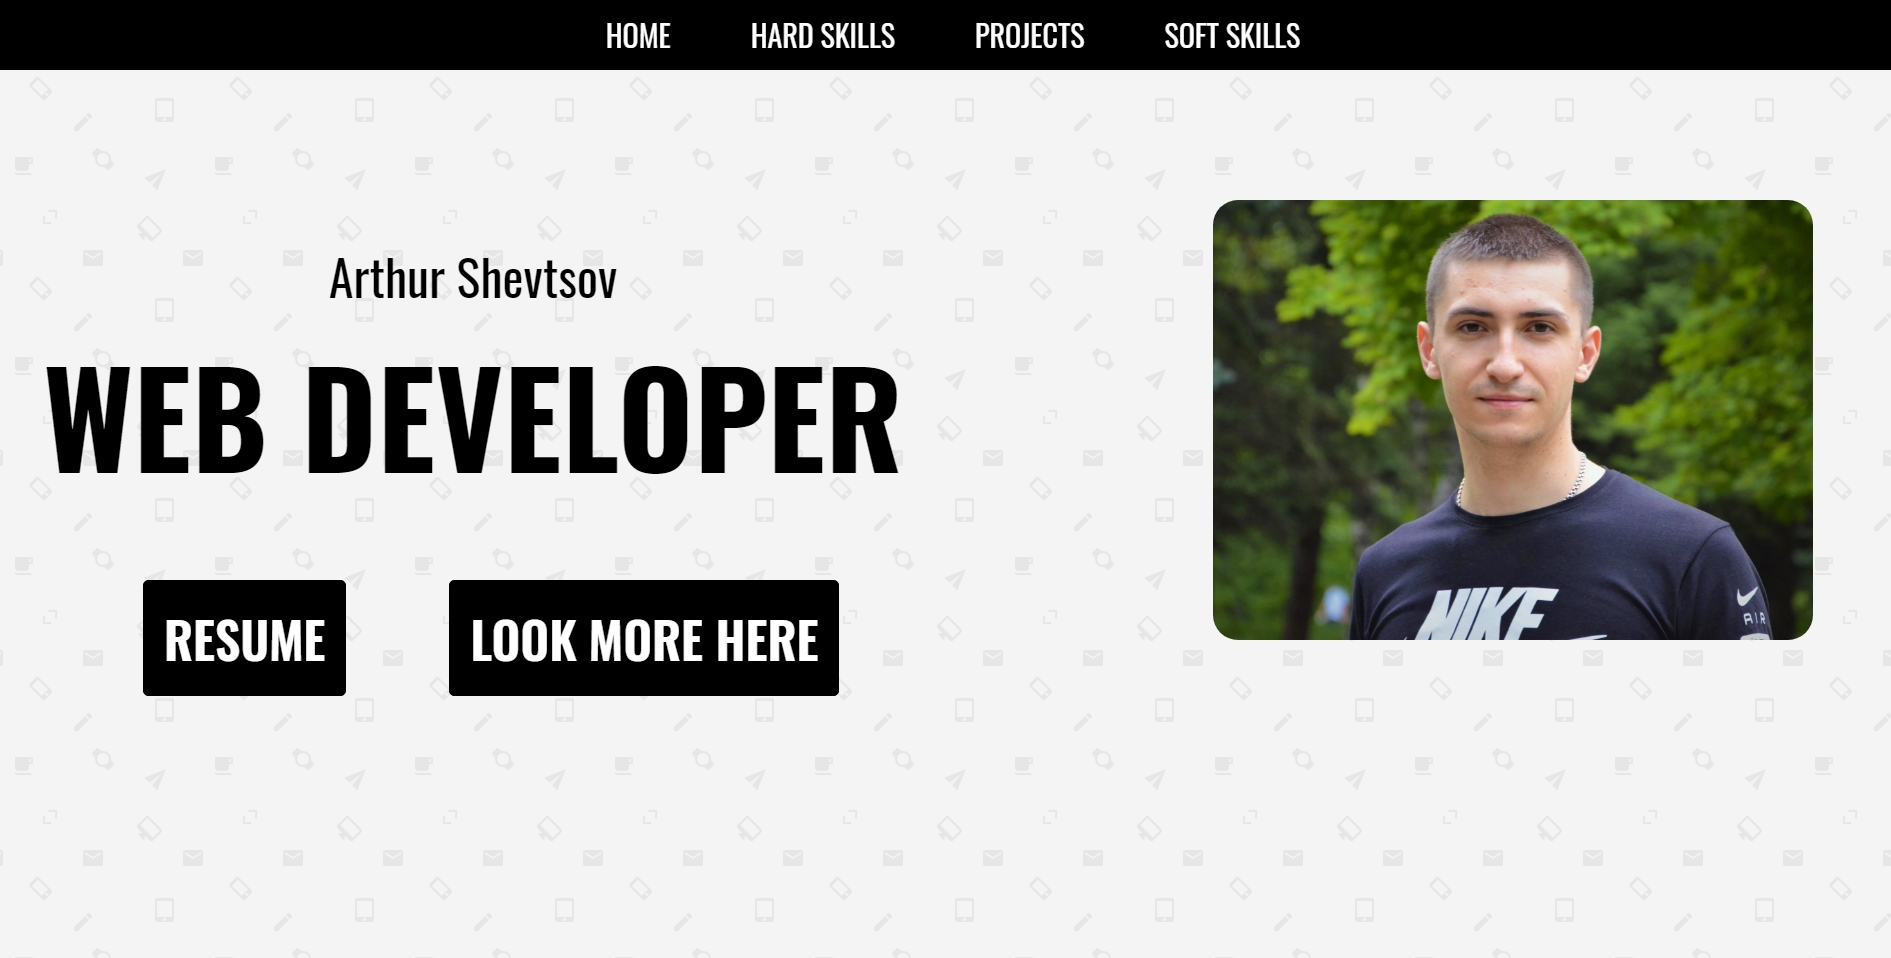 HOME HARD SKILLS PROJECTS SOFT SKILLS
Arthur Shevtsov
WEB DEVELOPER
RESUME LOOK MORE HERE
NIKE
AIR